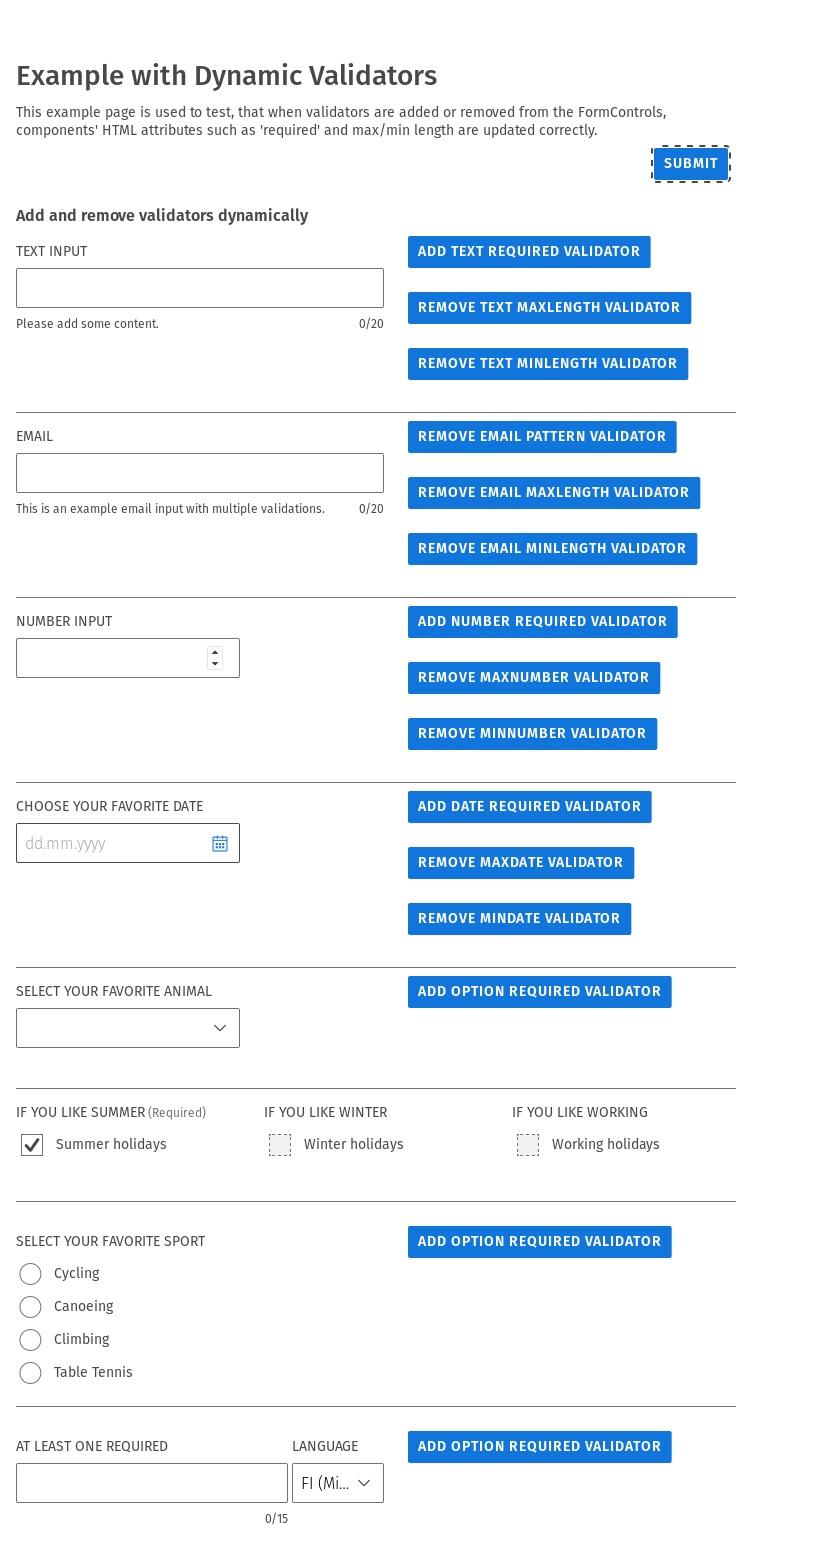 Example with Dynamic Validators
This example page is used to test, that when validators are added or removed from the FormControls,
components' HTML attributes such as 'required' and max/min length are updated correctly.
SUBMIT
Add and remove validators dynamically
TEXT INPUT
ADD TEXT REQUIRED VALIDATOR
Please add some content. 0/20
REMOVE TEXT MAXLENGTH VALIDATOR
REMOVE TEXT MINLENGTH VALIDATOR
EMAIL
REMOVE EMAIL PATTERN VALIDATOR
This is an example email input with multiple validations. 0/20
REMOVE EMAIL MAXLENGTH VALIDATOR
REMOVE EMAIL MINLENGTH VALIDATOR
NUMBER INPUT
ADD NUMBER REQUIRED VALIDATOR
REMOVE MAXNUMBER VALIDATOR
REMOVE MINNUMBER VALIDATOR
CHOOSE YOUR FAVORITE DATE
dd.mm.yyyy
ADD DATE REQUIRED VALIDATOR
REMOVE MAXDATE VALIDATOR
REMOVE MINDATE VALIDATOR
SELECT YOUR FAVORITE ANIMAL
ADD OPTION REQUIRED VALIDATOR
IF YOU LIKE SUMMER (Required)
Summer holidays
IF YOU LIKE WINTER
Winter holidays
IF YOU LIKE WORKING
Working holidays
SELECT YOUR FAVORITE SPORT
ADD OPTION REQUIRED VALIDATOR
Cycling
Canoeing
Climbing
Table Tennis
AT LEAST ONE REQUIRED
LANGUAGE
FI (Mi...
0/15
ADD OPTION REQUIRED VALIDATOR